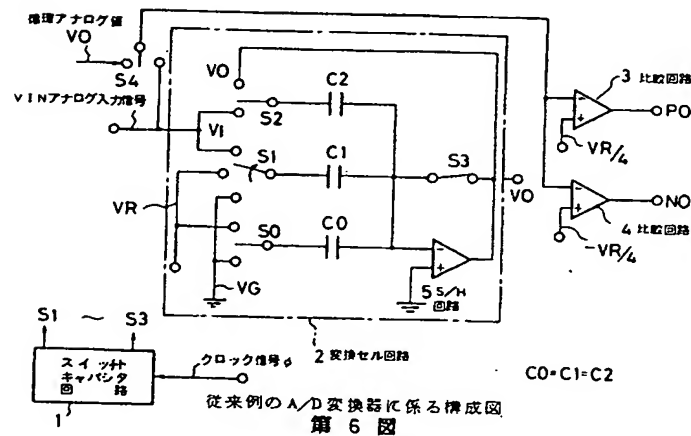 循環アナログ値
VO
S4
VINアナログ入力信号
VO
C2
S2
VI
S1
C1
S3
VO
VR
S0
C0
VG
5 S/H
回路
3 比較回路
PO
VR/4
NO
4 比較回路
-VR/4
2 変換セル回路
S1 ~ S3
スイッチト
キャパシタ
回路
1
クロック信号φ
C0=C1=C2
従来例のA/D変換器に係る構成図
第 6 図